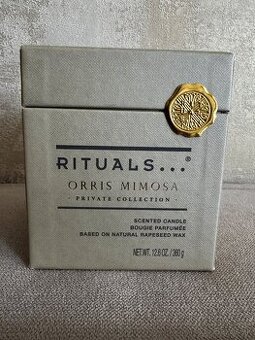 RITUALS...®
ORRIS MIMOSA
PRIVATE COLLECTION
SCENTED CANDLE
BOUGIE PARFUMÉE
BASED ON NATURAL RAPESEED WAX
NET WT. 12.6 OZ. / 360 g